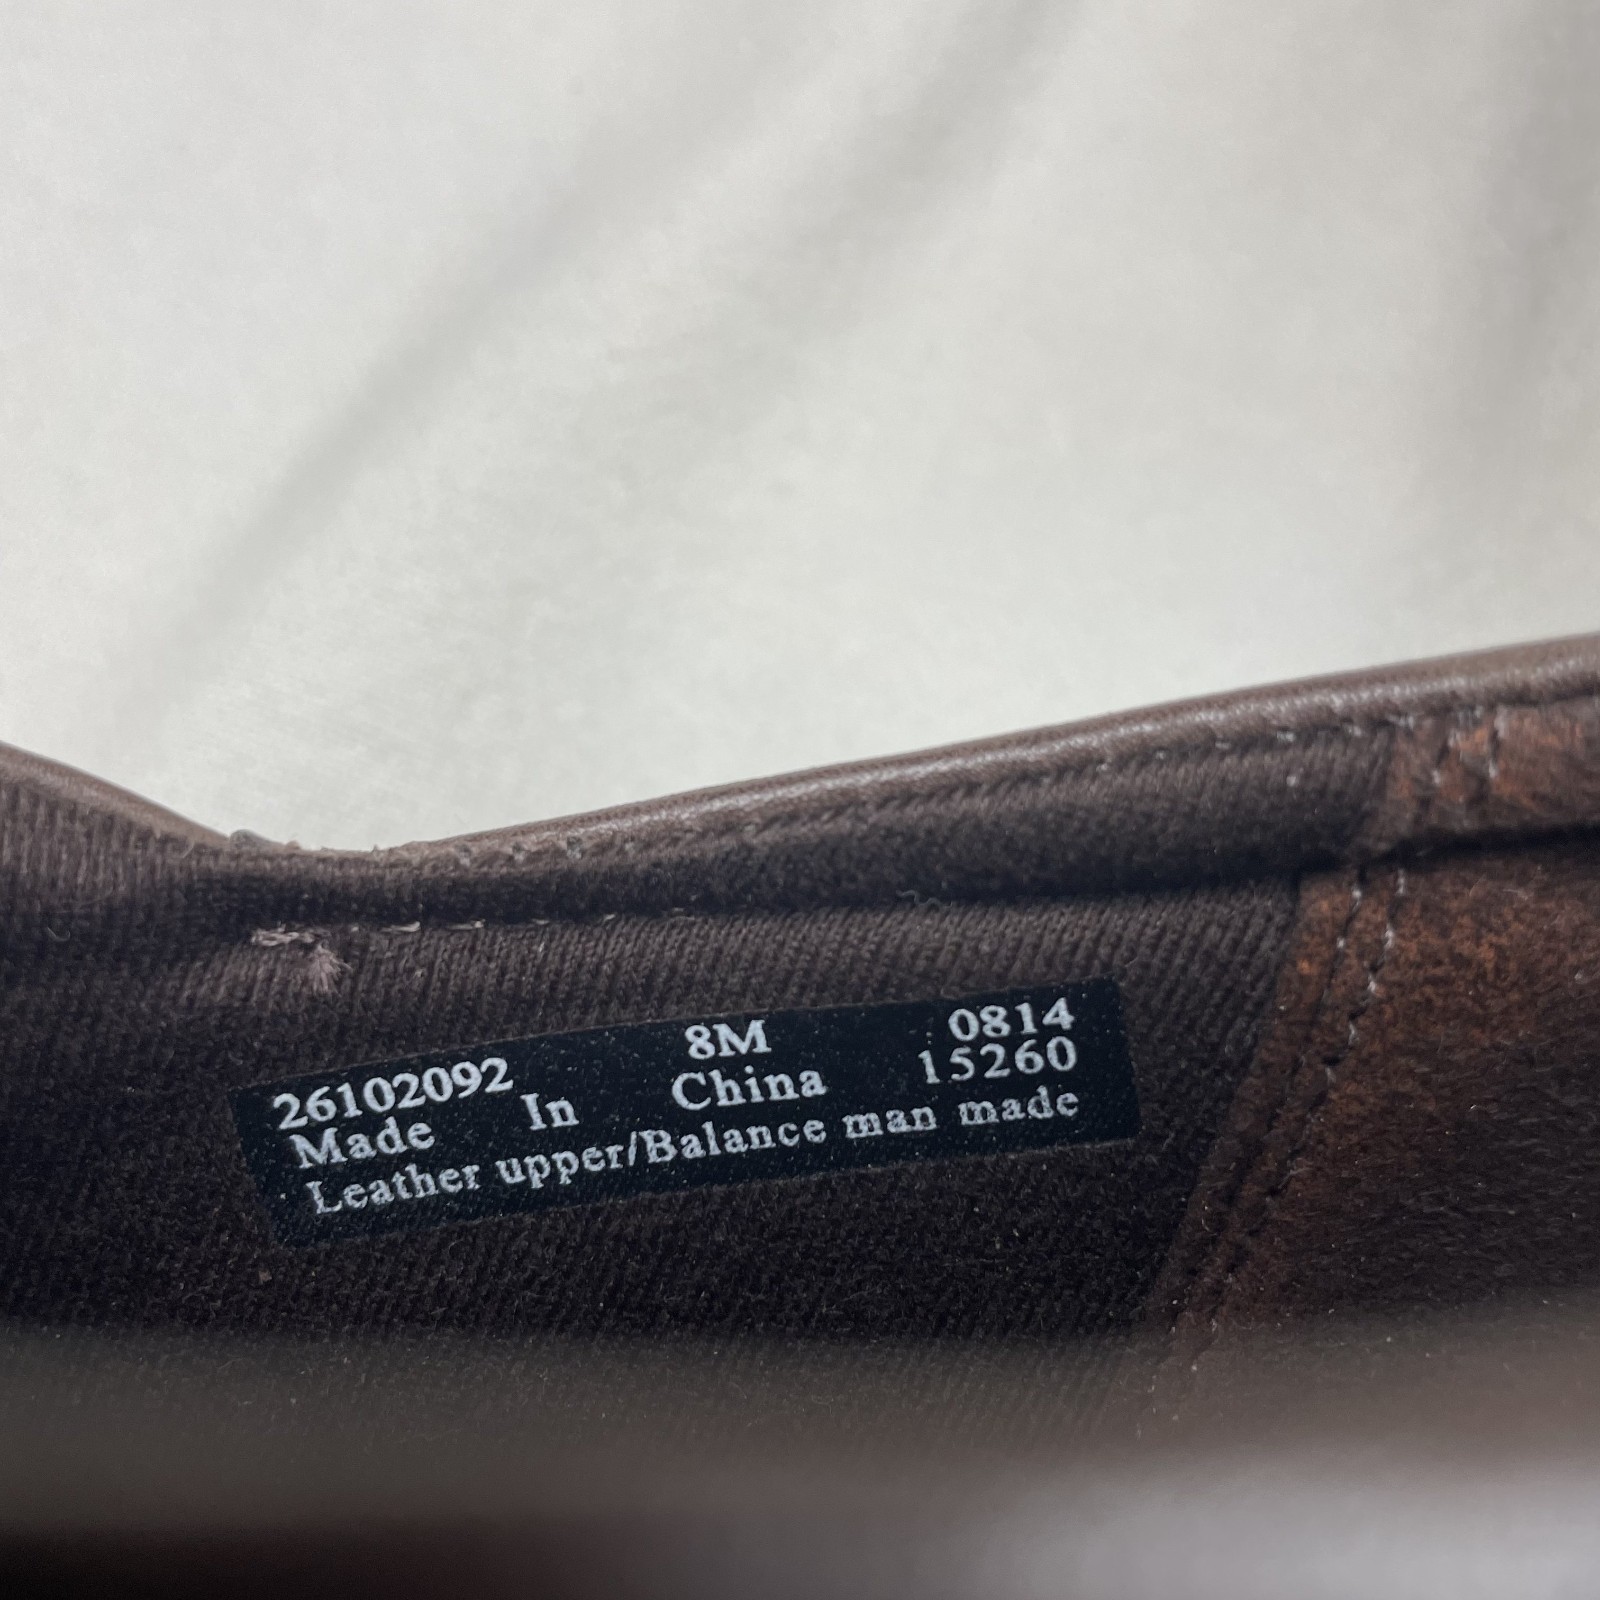 26102092 8M 0814
Made In China 15260
Leather upper/Balance man made